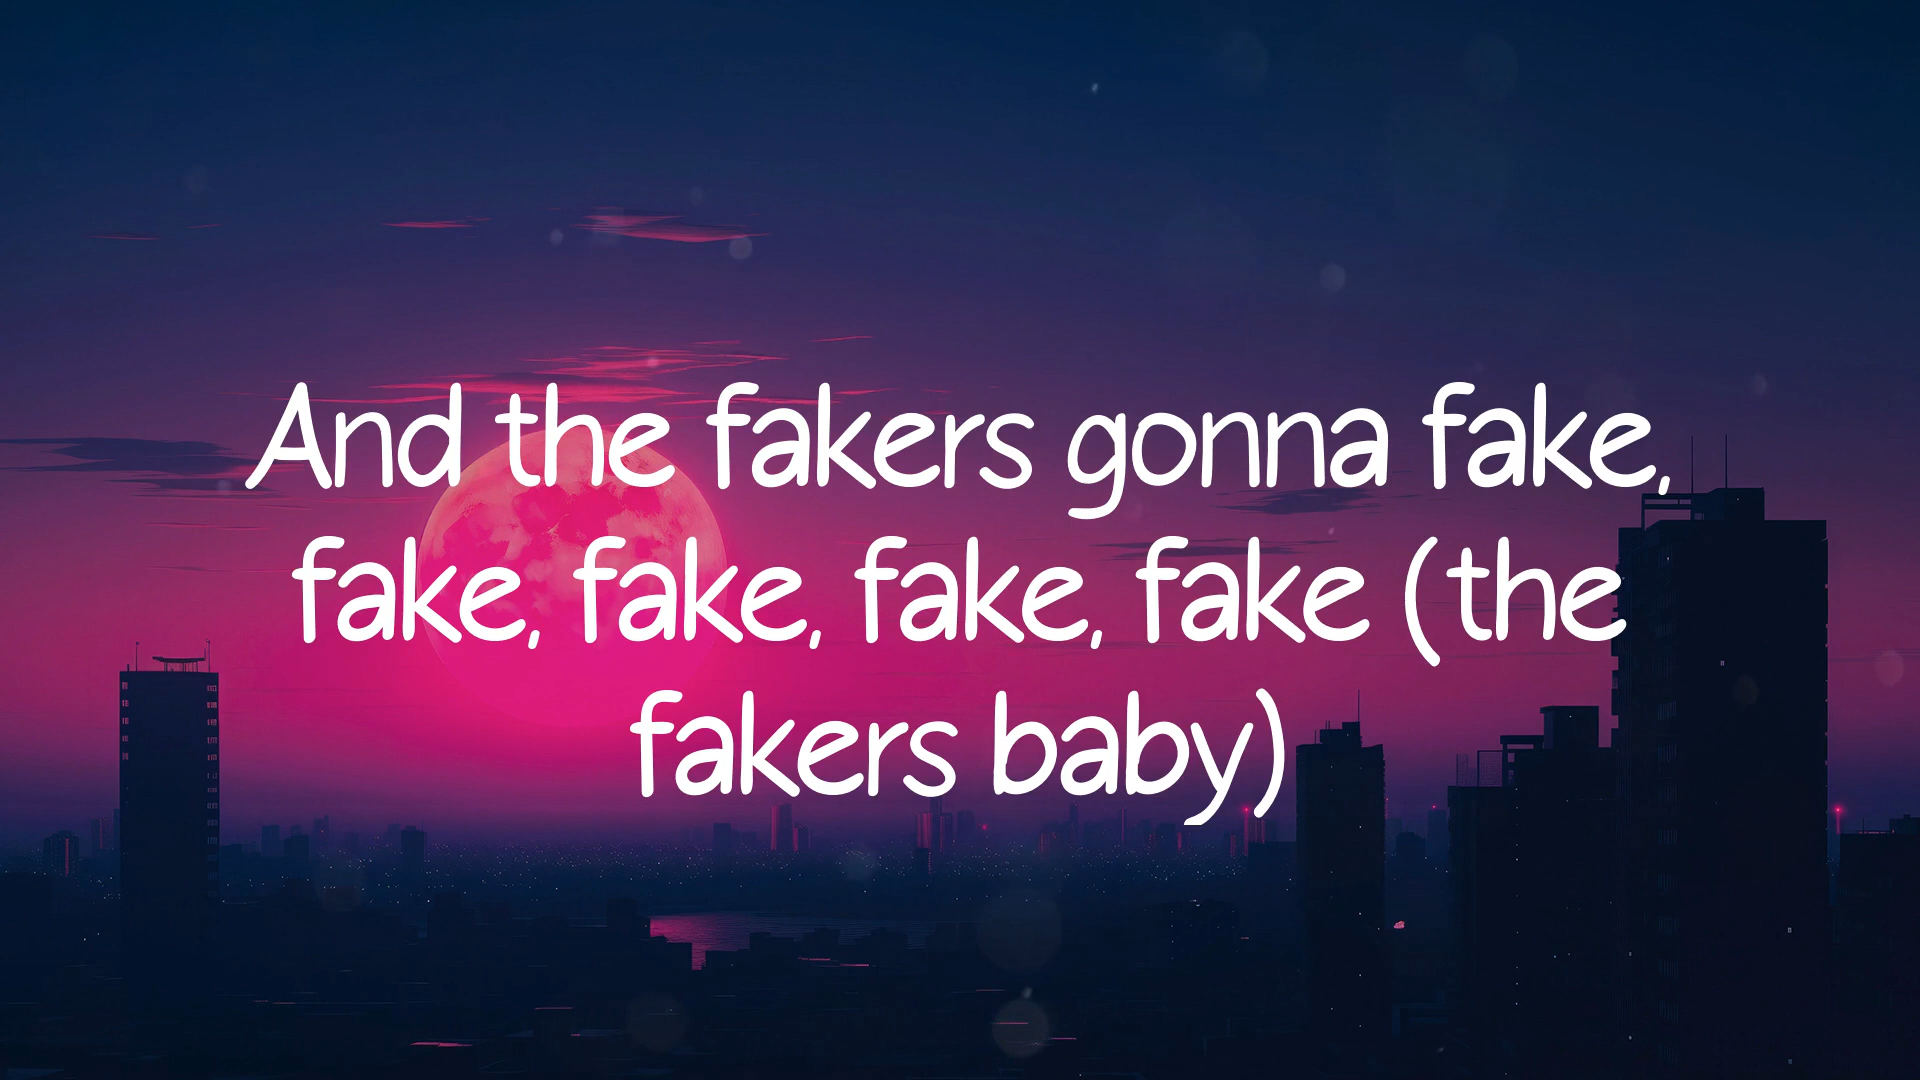 And the fakers gonna fake,
fake, fake, fake, fake (the
fakers baby)